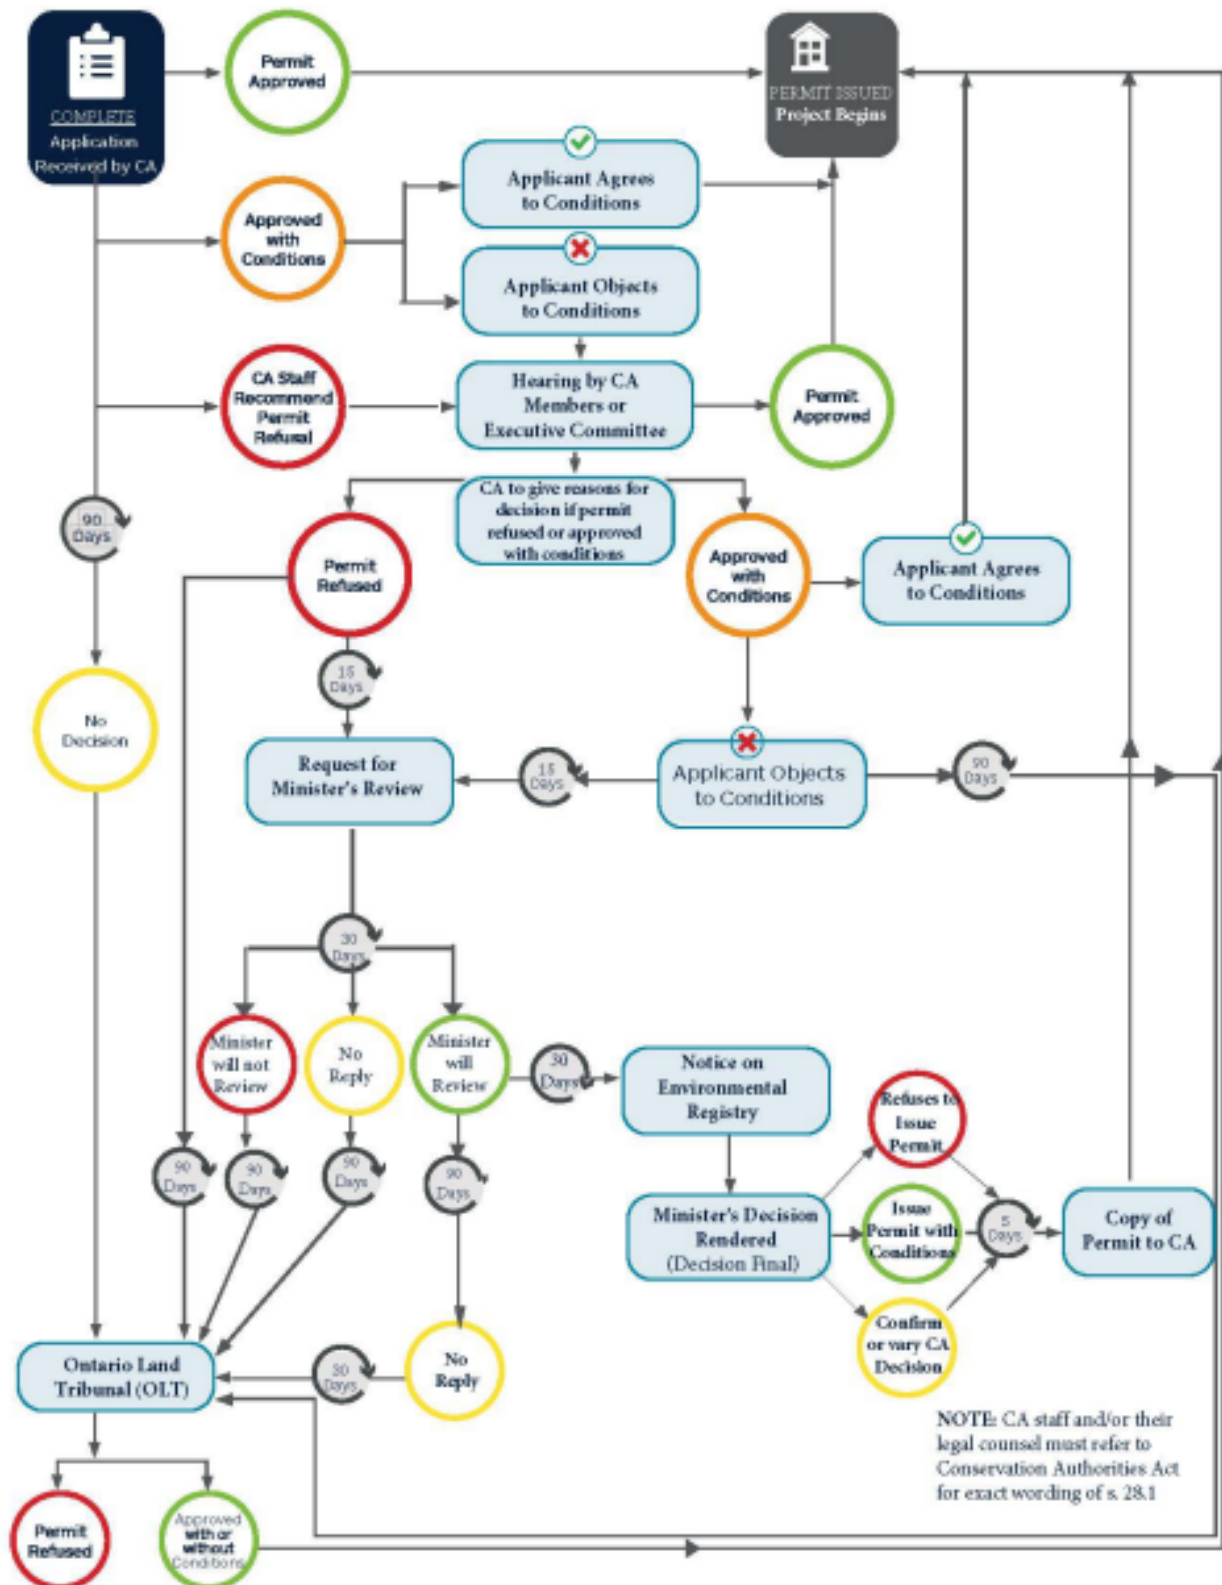 COMPLETE
Application
Received by CA
Permit
Approved
PERMIT ISSUED
Project Begins
Approved
with
Conditions
Applicant Agrees
to Conditions
Applicant Objects
to Conditions
CA Staff
Recommend
Permit
Refusal
Hearing by CA
Members or
Executive Committee
Permit
Approved
90
Days
CA to give reasons for
decision if permit
refused or approved
with conditions
Permit
Refused
Approved
with
Conditions
Applicant Agrees
to Conditions
15
Days
No
Decision
Request for
Minister's Review
15
Days
Applicant Objects
to Conditions
90
Days
30
Days
Minister
will not
Review
No
Reply
Minister
will
Review
30
Days
Notice on
Environmental
Registry
Refuses to
Issue
Permit
90
Days
90
Days
90
Days
90
Days
Minister's Decision
Rendered
(Decision Final)
Issue
Permit with
Conditions
5
Days
Copy of
Permit to CA
Confirm
or vary CA
Decision
Ontario Land
Tribunal (OLT)
30
Days
No
Reply
NOTE: CA staff and/or their
legal counsel must refer to
Conservation Authorities Act
for exact wording of s. 28.1
Permit
Refused
Approved
with or
without
Conditions